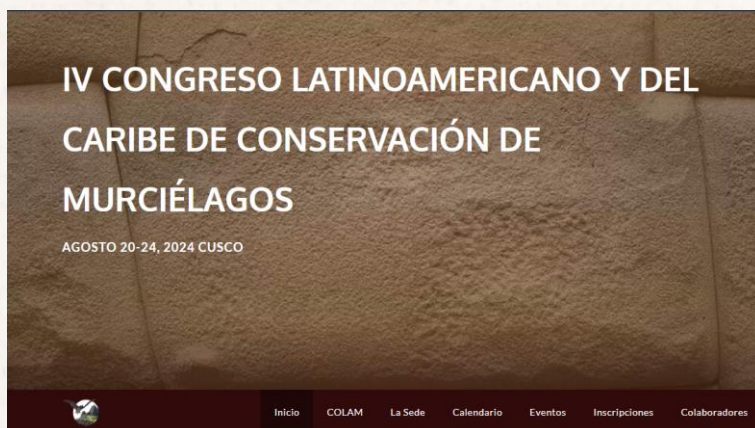 IV CONGRESO LATINOAMERICANO Y DEL
CARIBE DE CONSERVACIÓN DE
MURCIÉLAGOS
AGOSTO 20-24, 2024 CUSCO
Inicio COLAM La Sede Calendario Eventos Inscripciones Colaboradores